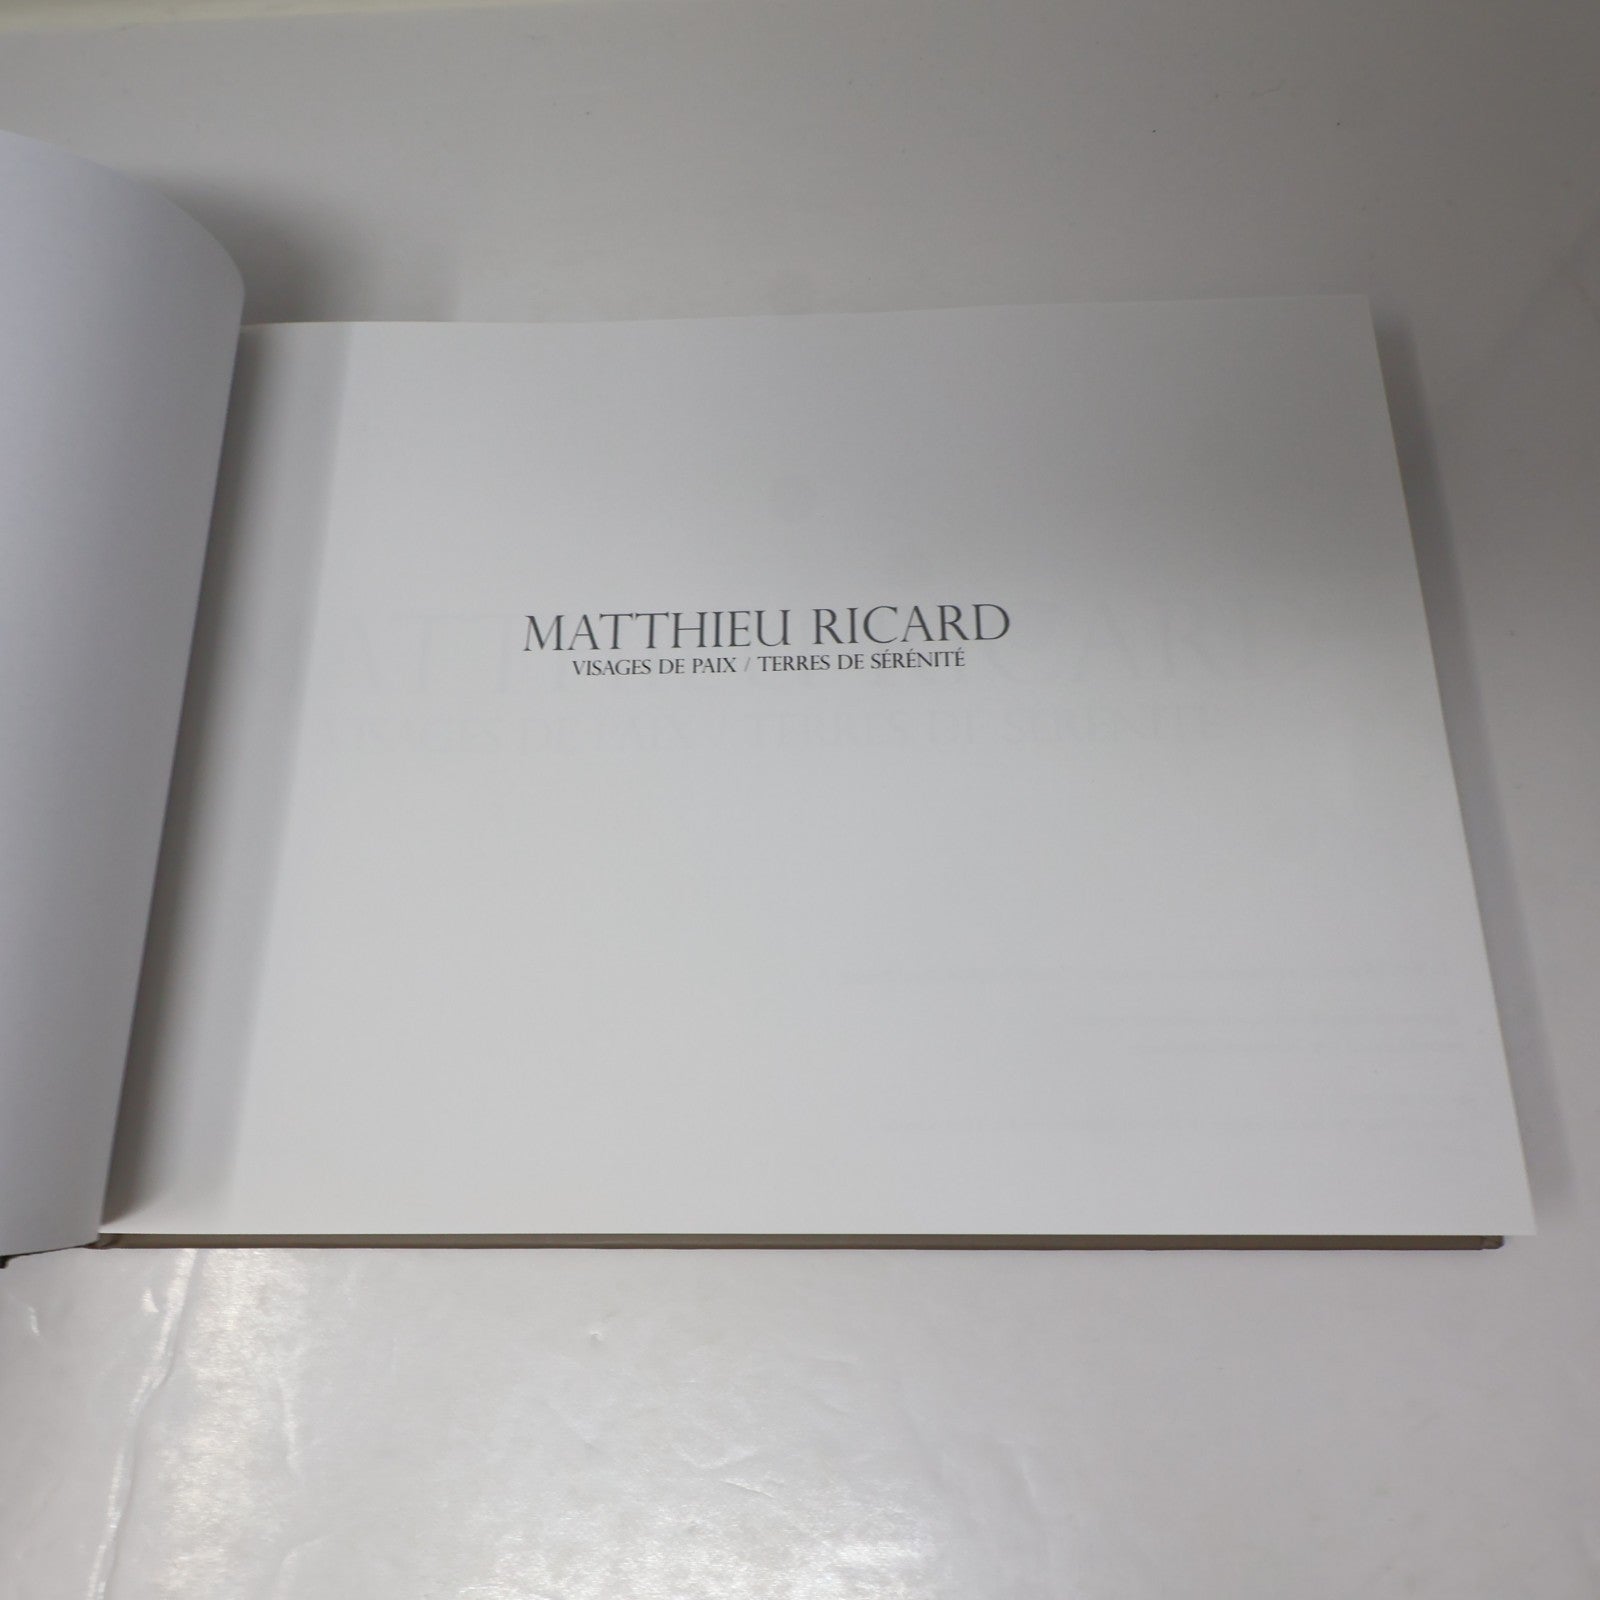 MATTHIEU RICARD
VISAGES DE PAIX / TERRES DE SÉRÉNITÉ